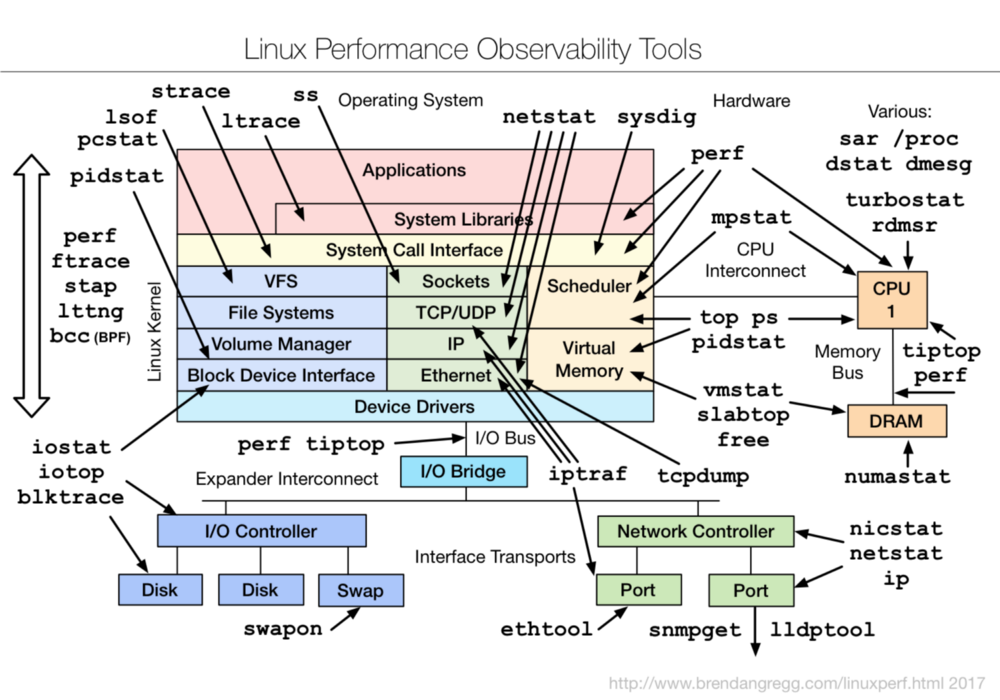 Linux Performance Observability Tools
strace
ss
Operating System
Hardware
Various:
lsof
pcstat
ltrace
netstat
sysdig
sar /proc
dstat dmesg
pidstat
Applications
perf
turbostat
rdmsr
System Libraries
mpstat
perf
ftrace
stap
lttng
bcc (BPF)
Linux Kernel
System Call Interface
CPU
Interconnect
VFS
Sockets
Scheduler
CPU
1
File Systems
TCP/UDP
top ps
pidstat
Volume Manager
IP
Virtual
Memory
Memory
Bus
tiptop
perf
Block Device Interface
Ethernet
vmstat
slabtop
free
Device Drivers
DRAM
iostat
iotop
blktrace
perf tiptop
I/O Bus
Expander Interconnect
I/O Bridge
iptraf
tcpdump
numastat
I/O Controller
Network Controller
nicstat
netstat
ip
Interface Transports
Disk
Disk
Swap
Port
Port
swapon
ethtool
snmpget
lldptool
http://www.brendangregg.com/linuxperf.html 2017